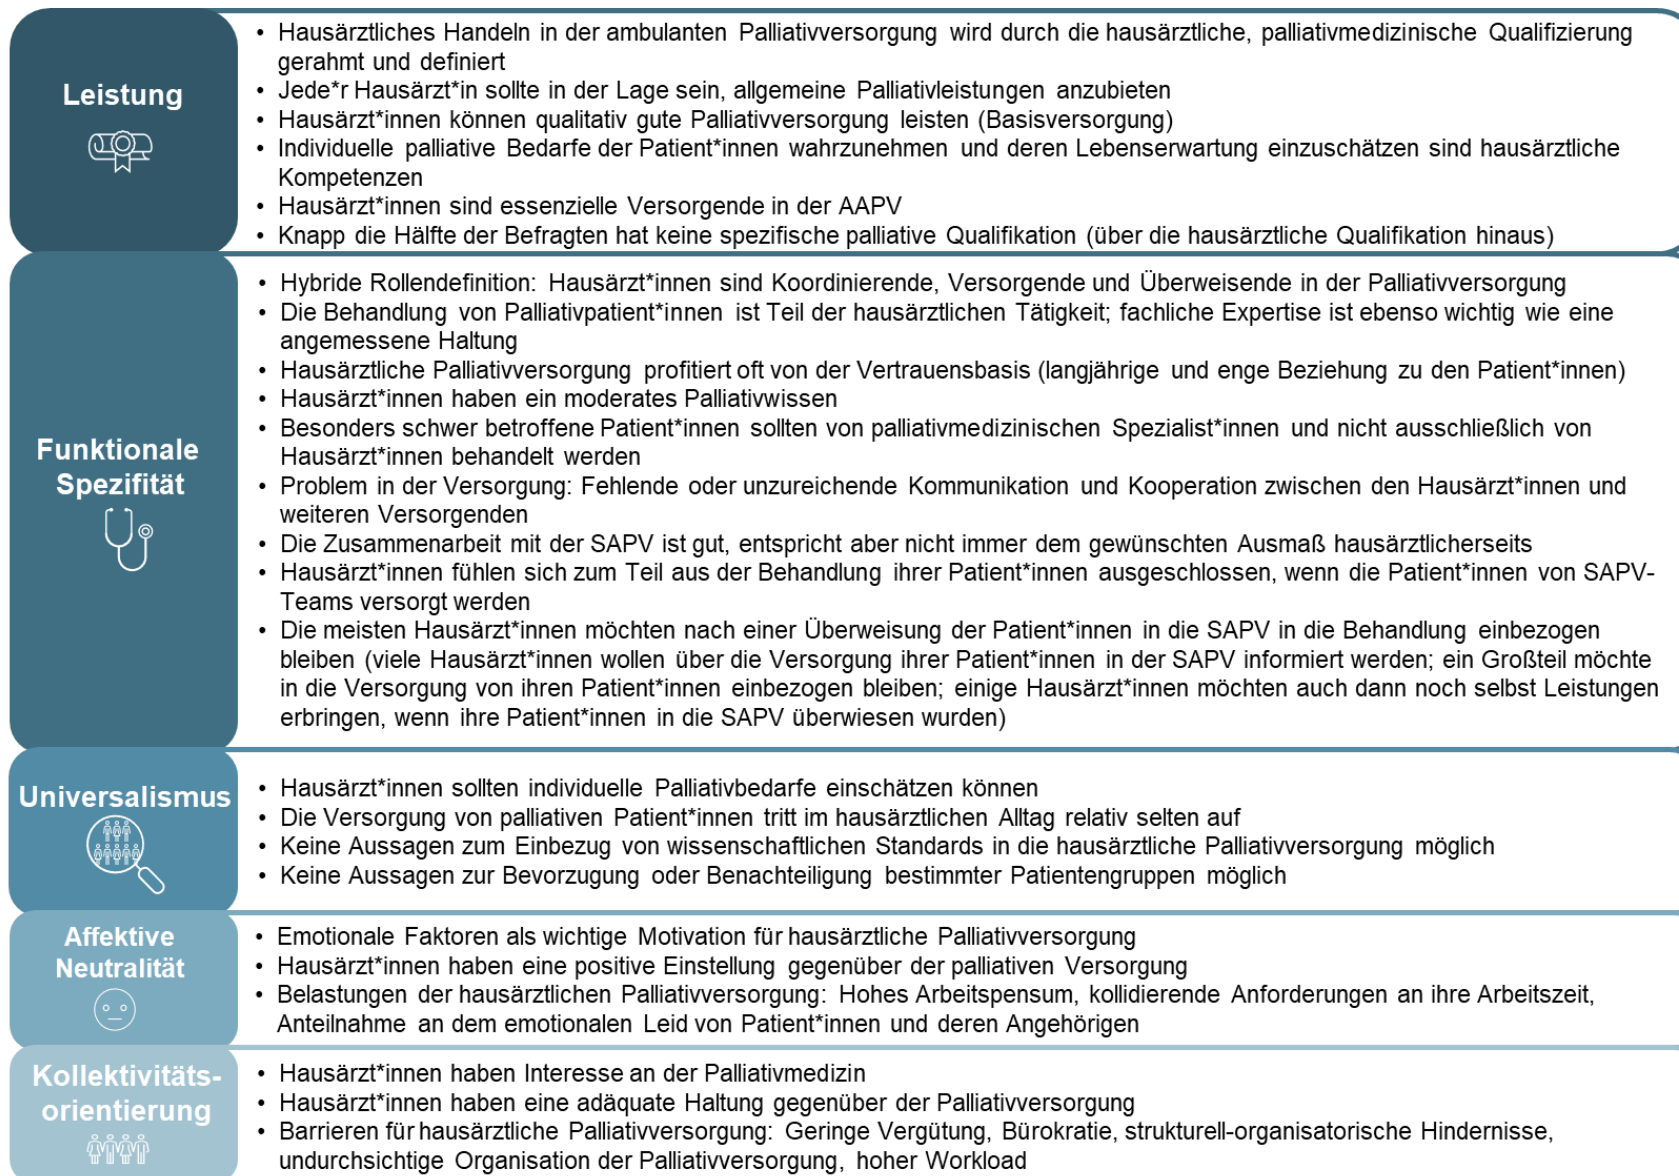 Leistung
• Hausärztliches Handeln in der ambulanten Palliativversorgung wird durch die hausärztliche, palliativmedizinische Qualifizierung
gerahmt und definiert
• Jede*r Hausärzt*in sollte in der Lage sein, allgemeine Palliativleistungen anzubieten
• Hausärzt*innen können qualitativ gute Palliativversorgung leisten (Basisversorgung)
• Individuelle palliative Bedarfe der Patient*innen wahrzunehmen und deren Lebenserwartung einzuschätzen sind hausärztliche
Kompetenzen
• Hausärzt*innen sind essenzielle Versorgende in der AAPV
• Knapp die Hälfte der Befragten hat keine spezifische palliative Qualifikation (über die hausärztliche Qualifikation hinaus)
Funktionale
Spezifität
• Hybride Rollendefinition: Hausärzt*innen sind Koordinierende, Versorgende und Überweisende in der Palliativversorgung
• Die Behandlung von Palliativpatient*innen ist Teil der hausärztlichen Tätigkeit; fachliche Expertise ist ebenso wichtig wie eine
angemessene Haltung
• Hausärztliche Palliativversorgung profitiert oft von der Vertrauensbasis (langjährige und enge Beziehung zu den Patient*innen)
• Hausärzt*innen haben ein moderates Palliativwissen
• Besonders schwer betroffene Patient*innen sollten von palliativmedizinischen Spezialist*innen und nicht ausschließlich von
Hausärzt*innen behandelt werden
• Problem in der Versorgung: Fehlende oder unzureichende Kommunikation und Kooperation zwischen den Hausärzt*innen und
weiteren Versorgenden
• Die Zusammenarbeit mit der SAPV ist gut, entspricht aber nicht immer dem gewünschten Ausmaß hausärztlicherseits
• Hausärzt*innen fühlen sich zum Teil aus der Behandlung ihrer Patient*innen ausgeschlossen, wenn die Patient*innen von SAPV-
Teams versorgt werden
• Die meisten Hausärzt*innen möchten nach einer Überweisung der Patient*innen in die SAPV in die Behandlung einbezogen
bleiben (viele Hausärzt*innen wollen über die Versorgung ihrer Patient*innen in der SAPV informiert werden; ein Großteil möchte
in die Versorgung von ihren Patient*innen einbezogen bleiben; einige Hausärzt*innen möchten auch dann noch selbst Leistungen
erbringen, wenn ihre Patient*innen in die SAPV überwiesen wurden)
Universalismus
• Hausärzt*innen sollten individuelle Palliativbedarfe einschätzen können
• Die Versorgung von palliativen Patient*innen tritt im hausärztlichen Alltag relativ selten auf
• Keine Aussagen zum Einbezug von wissenschaftlichen Standards in die hausärztliche Palliativversorgung möglich
• Keine Aussagen zur Bevorzugung oder Benachteiligung bestimmter Patientengruppen möglich
Affektive
Neutralität
• Emotionale Faktoren als wichtige Motivation für hausärztliche Palliativversorgung
• Hausärzt*innen haben eine positive Einstellung gegenüber der palliativen Versorgung
• Belastungen der hausärztlichen Palliativversorgung: Hohes Arbeitspensum, kollidierende Anforderungen an ihre Arbeitszeit,
Anteilnahme an dem emotionalen Leid von Patient*innen und deren Angehörigen
Kollektivitäts-
orientierung
• Hausärzt*innen haben Interesse an der Palliativmedizin
• Hausärzt*innen haben eine adäquate Haltung gegenüber der Palliativversorgung
• Barrieren für hausärztliche Palliativversorgung: Geringe Vergütung, Bürokratie, strukturell-organisatorische Hindernisse,
undurchsichtige Organisation der Palliativversorgung, hoher Workload